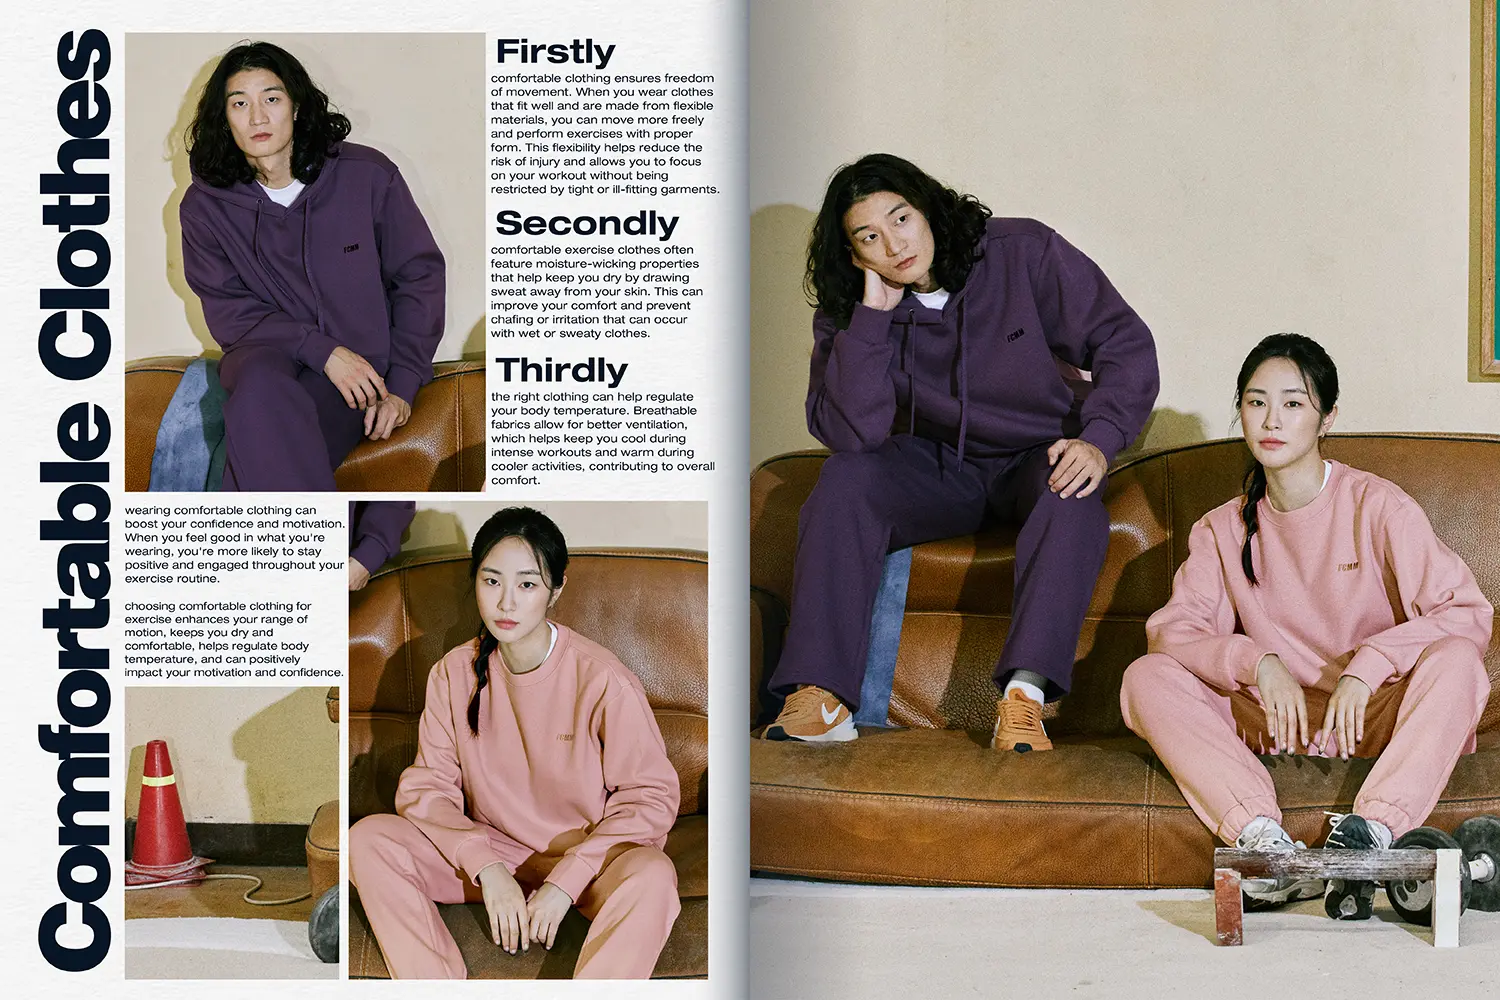 Comfortable Clothes
Firstly
comfortable clothing ensures freedom
of movement. When you wear clothes
that fit well and are made from flexible
materials, you can move more freely
and perform exercises with proper
form. This flexibility helps reduce the
risk of injury and allows you to focus
on your workout without being
restricted by tight or ill-fitting garments.
Secondly
comfortable exercise clothes often
feature moisture-wicking properties
that help keep you dry by drawing
sweat away from your skin. This can
improve your comfort and prevent
chafing or irritation that can occur
with wet or sweaty clothes.
Thirdly
the right clothing can help regulate
your body temperature. Breathable
fabrics allow for better ventilation,
which helps keep you cool during
intense workouts and warm during
cooler activities, contributing to overall
comfort.
wearing comfortable clothing can
boost your confidence and motivation.
When you feel good in what you're
wearing, you're more likely to stay
positive and engaged throughout your
exercise routine.
choosing comfortable clothing for
exercise enhances your range of
motion, keeps you dry and
comfortable, helps regulate body
temperature, and can positively
impact your motivation and confidence.
FCMM
FCMM
FCMM
FCMM